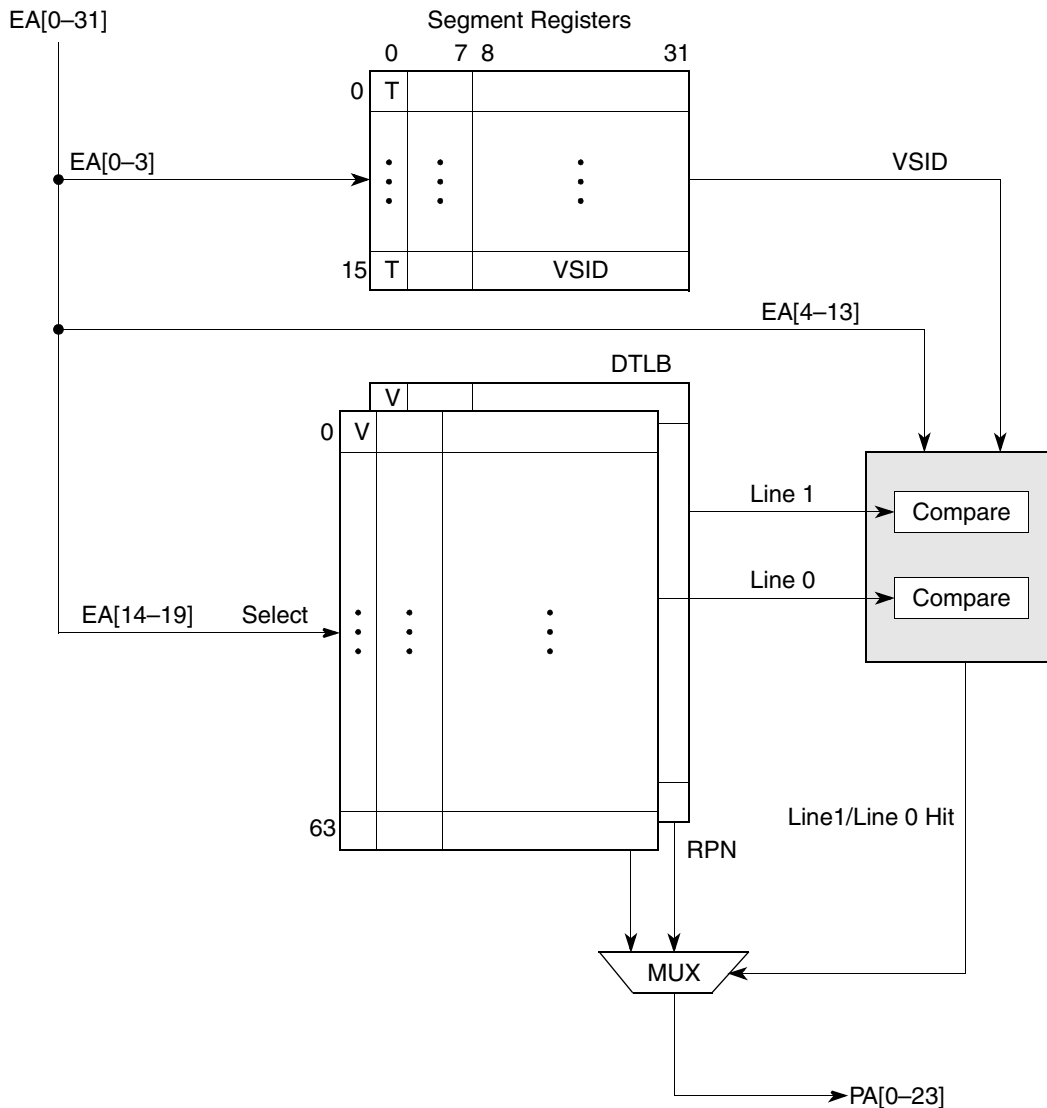 EA[0–31]
Segment Registers
0 7 8 31
0 T
EA[0–3]
VSID
15 T VSID
EA[4–13]
DTLB
V
0 V
Line 1
Compare
Line 0
Compare
EA[14–19] Select
Line1/Line 0 Hit
63
RPN
MUX
PA[0–23]